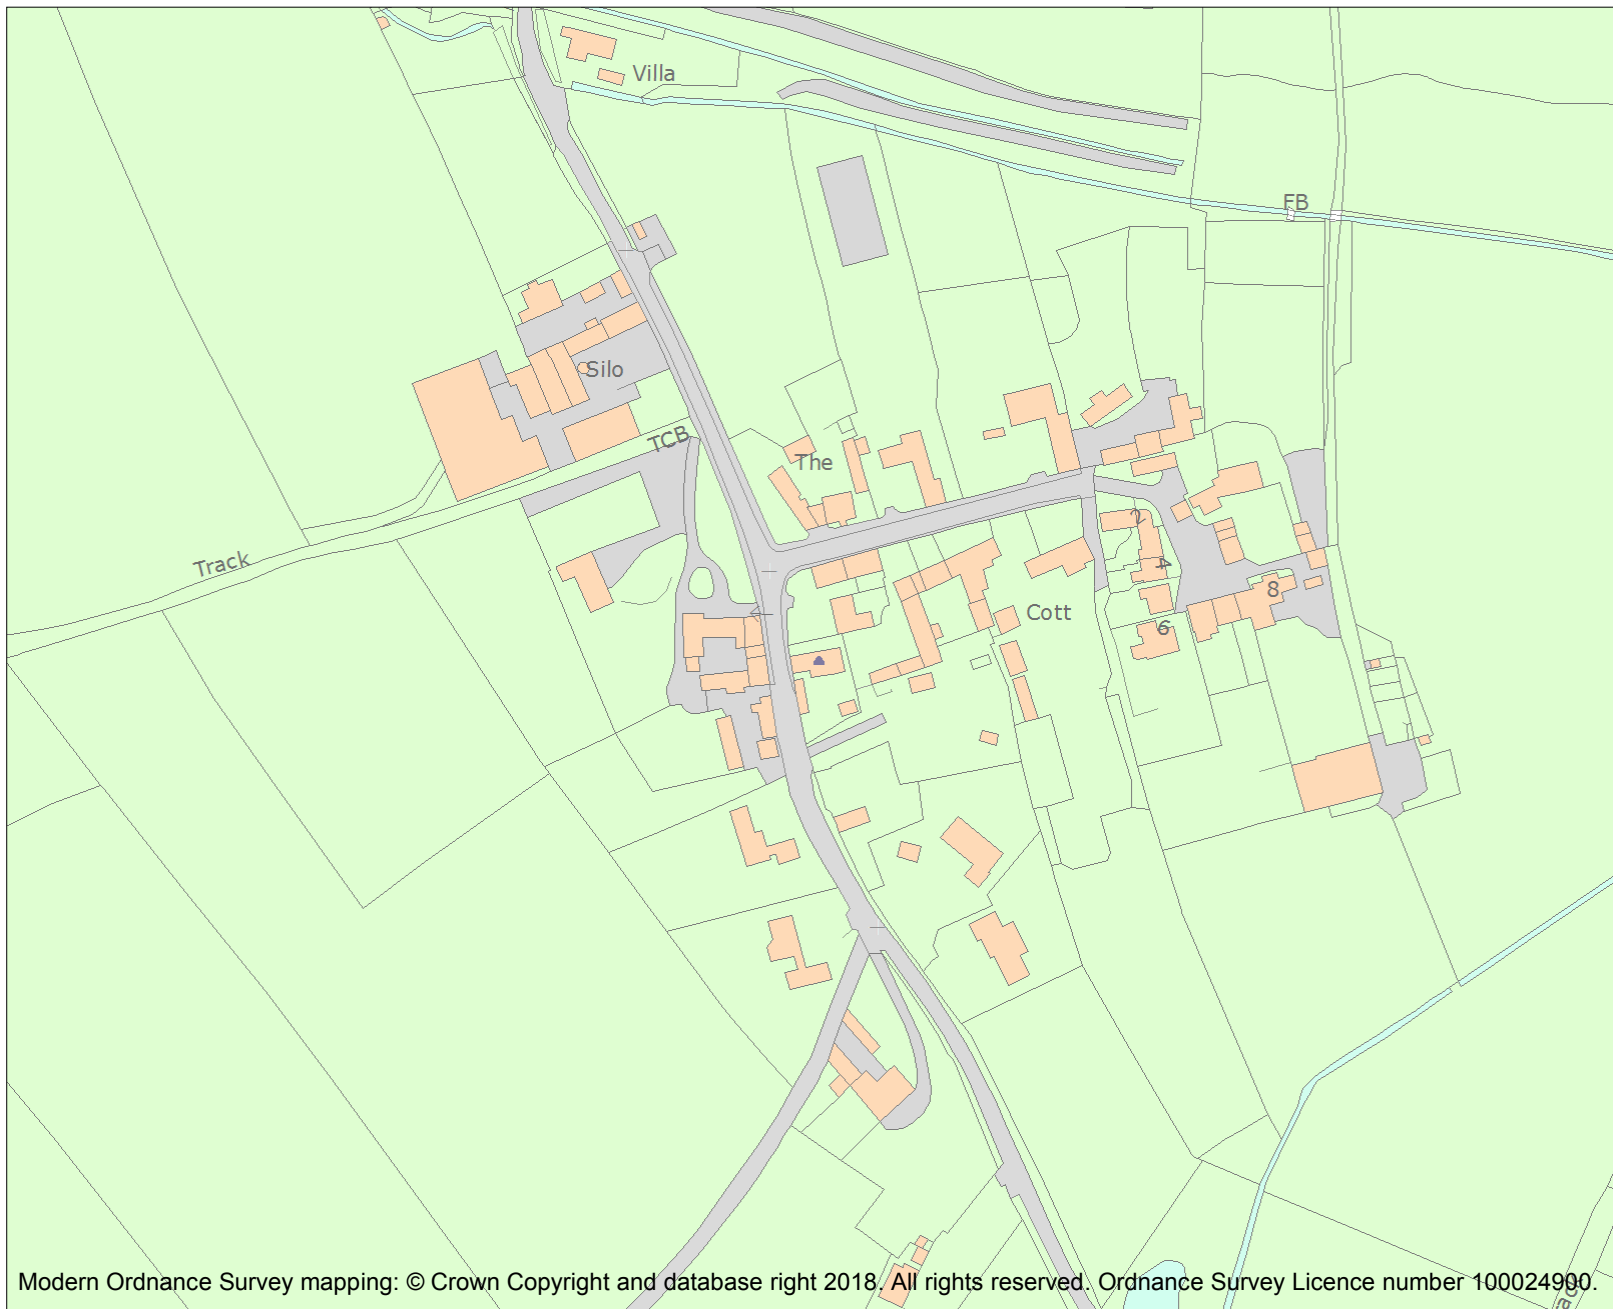 Villa
FB
Silo
TCB
The
Track
2
4
8
Cott
6
Modern Ordnance Survey mapping: © Crown Copyright and database right 2018. All rights reserved. Ordnance Survey Licence number 100024900.